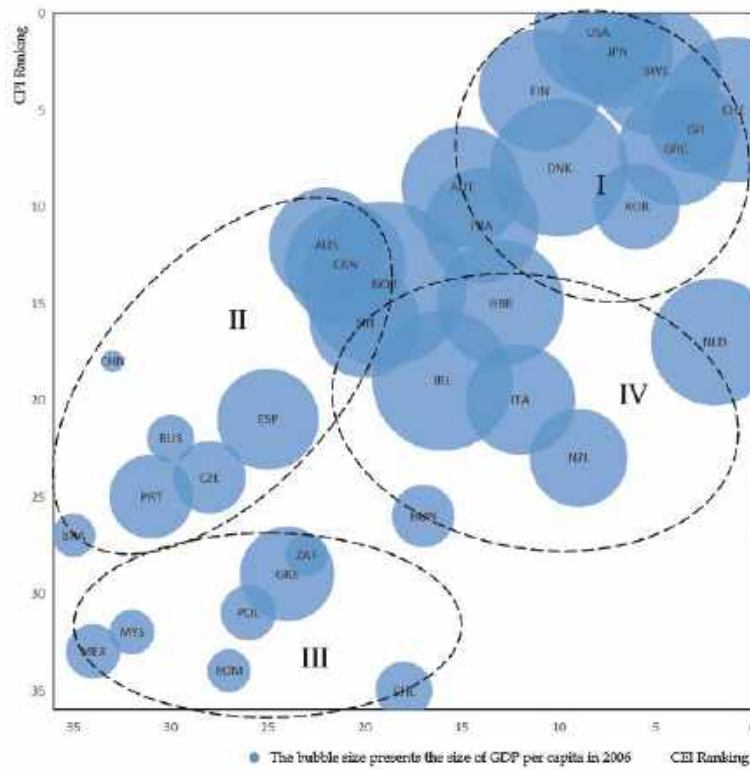 CPI Ranking
0
5
10
15
20
25
30
35
USA
JPN
SWE
FIN
CHE
ISR
DNK
I
AUT
KOR
FRA
AUS
CAN
NOR
II
GBR
CHN
NLD
IRL
IV
ITA
ESP
RUS
NZL
CZE
PRT
HUN
ZAF
GRE
POL
MYS
MEX
III
ROM
CHL
35
30
25
20
15
10
5
0
The bubble size presents the size of GDP per capita in 2006
CEI Ranking